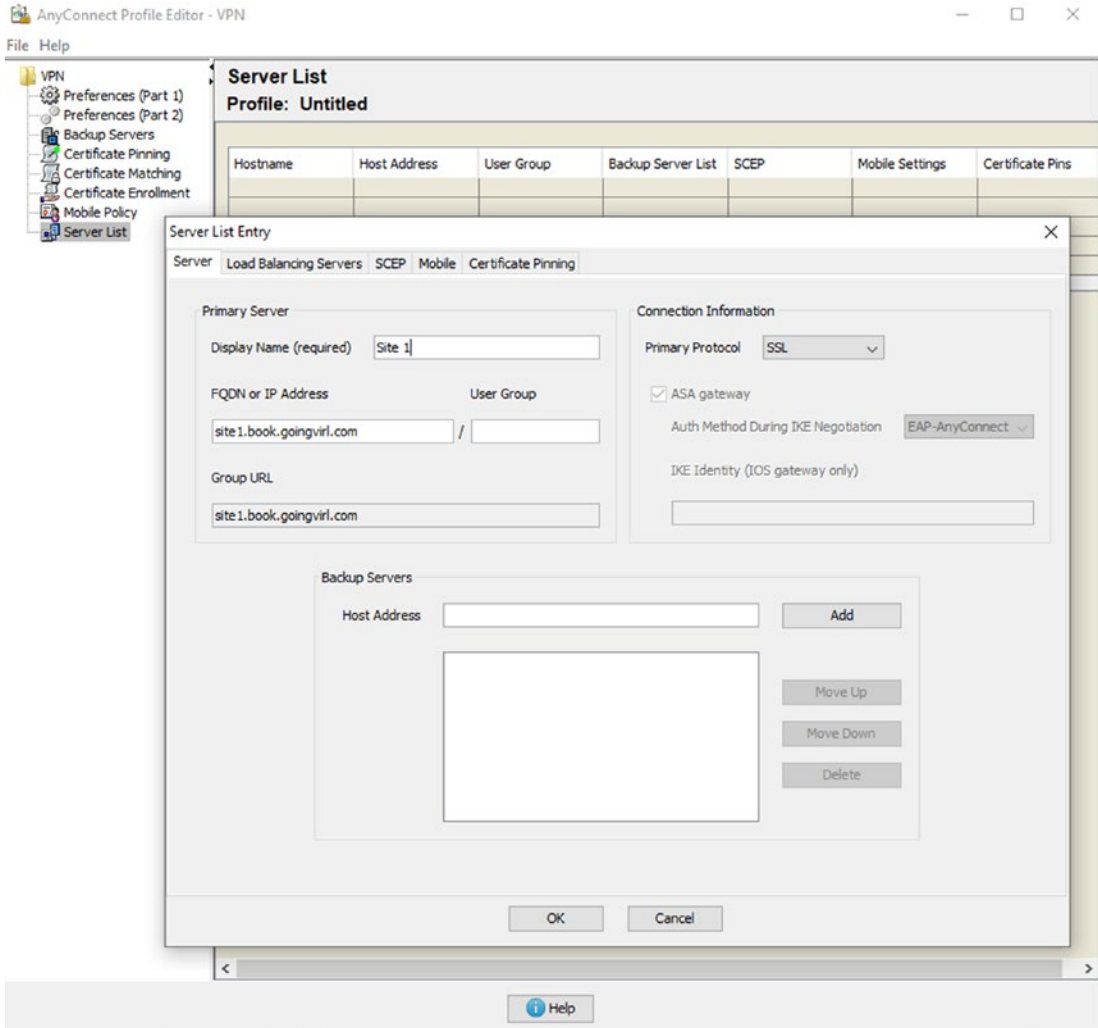 AnyConnect Profile Editor - VPN
File Help
VPN
Preferences (Part 1)
Preferences (Part 2)
Backup Servers
Certificate Pinning
Certificate Matching
Certificate Enrollment
Mobile Policy
Server List
Server List
Profile: Untitled
Hostname Host Address User Group Backup Server List SCEP Mobile Settings Certificate Pins
Server List Entry
Server Load Balancing Servers SCEP Mobile Certificate Pinning
Primary Server
Display Name (required) Site 1
FQDN or IP Address User Group
site1.book.goingvirl.com /
Group URL
site1.book.goingvirl.com
Connection Information
Primary Protocol SSL
ASA gateway
Auth Method During IKE Negotiation EAP-AnyConnect
IKE Identity (IOS gateway only)
Backup Servers
Host Address Add
Move Up
Move Down
Delete
OK Cancel
Help